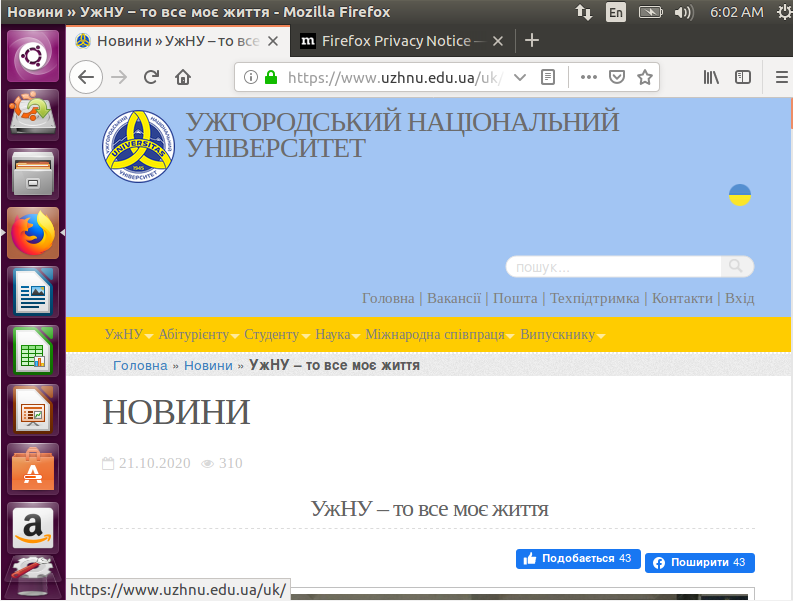 Новини » УжНУ – то все моє життя - Mozilla Firefox
En
6:02 AM
Новини » УжНУ – то все
Firefox Privacy Notice —
https://www.uzhnu.edu.ua/uk/
УЖГОРОДСЬКИЙ НАЦІОНАЛЬНИЙ
УНІВЕРСИТЕТ
UNIVERSITAS
1945
пошук...
Головна | Вакансії | Пошта | Техпідтримка | Контакти | Вхід
УжНУ Абітурієнту Студенту Наука Міжнародна співпраця Випускнику
Головна » Новини » УжНУ – то все моє життя
НОВИНИ
21.10.2020 310
УжНУ – то все моє життя
Подобається 43
Поширити 43
https://www.uzhnu.edu.ua/uk/